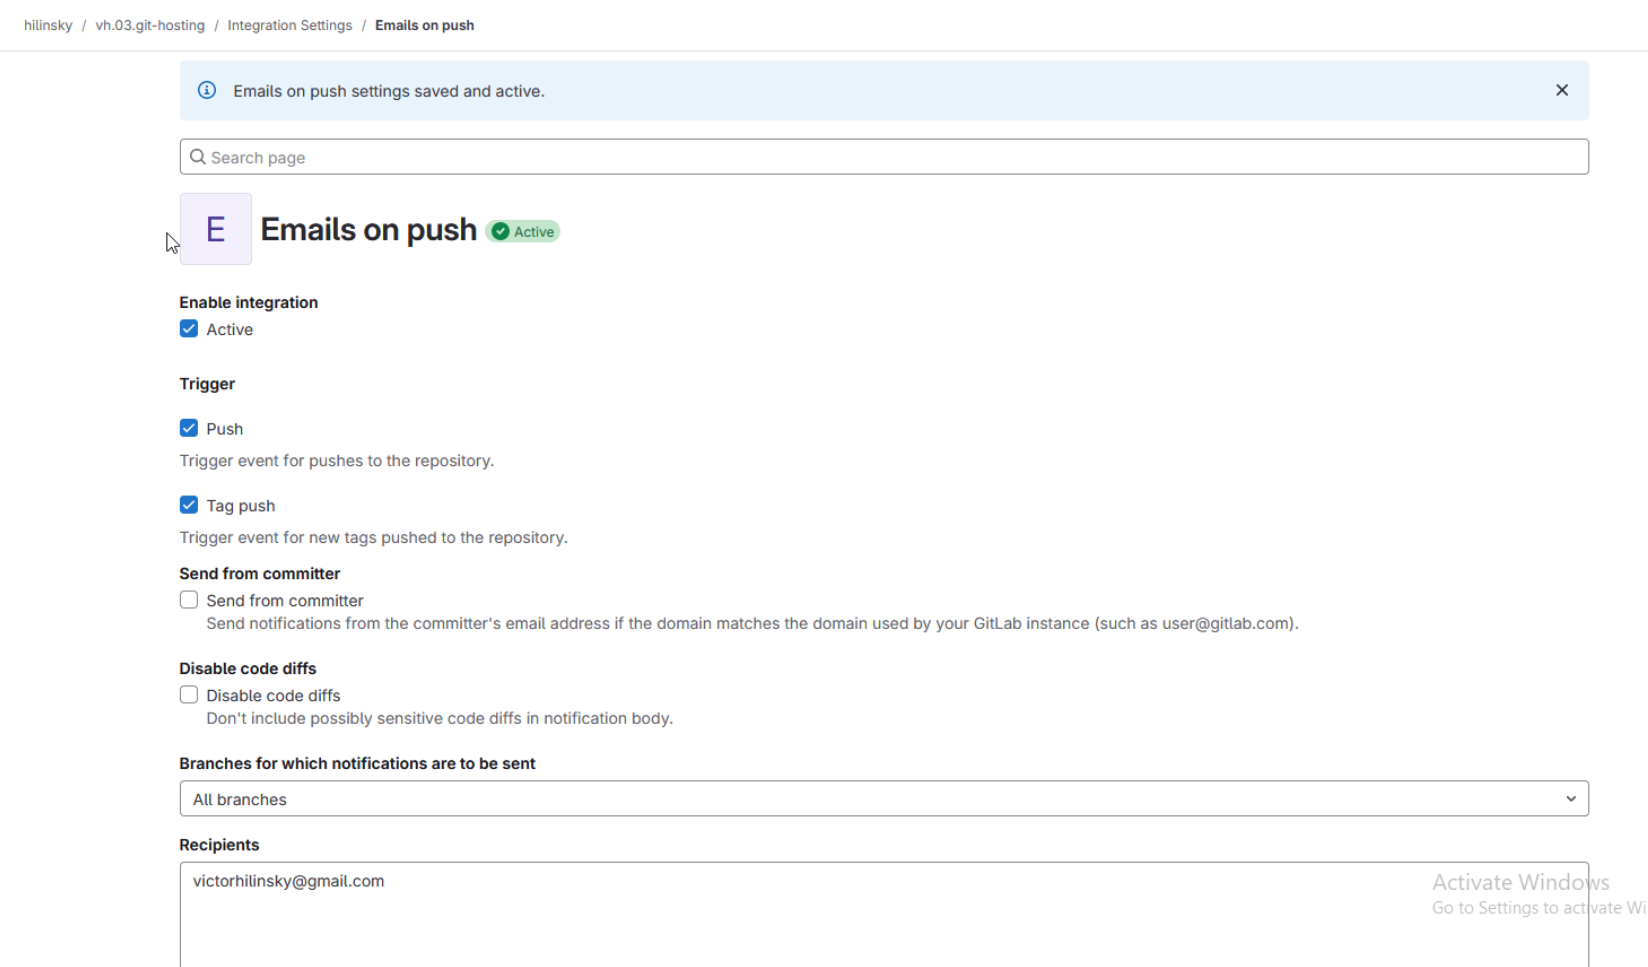 hilinsky / vh.03.git-hosting / Integration Settings / Emails on push
Emails on push settings saved and active.
Search page
E
Emails on push
Active
Enable integration
Active
Trigger
Push
Trigger event for pushes to the repository.
Tag push
Trigger event for new tags pushed to the repository.
Send from committer
Send from committer
Send notifications from the committer's email address if the domain matches the domain used by your GitLab instance (such as user@gitlab.com).
Disable code diffs
Disable code diffs
Don't include possibly sensitive code diffs in notification body.
Branches for which notifications are to be sent
All branches
Recipients
victorhilinsky@gmail.com
Activate Windows
Go to Settings to activate Wi